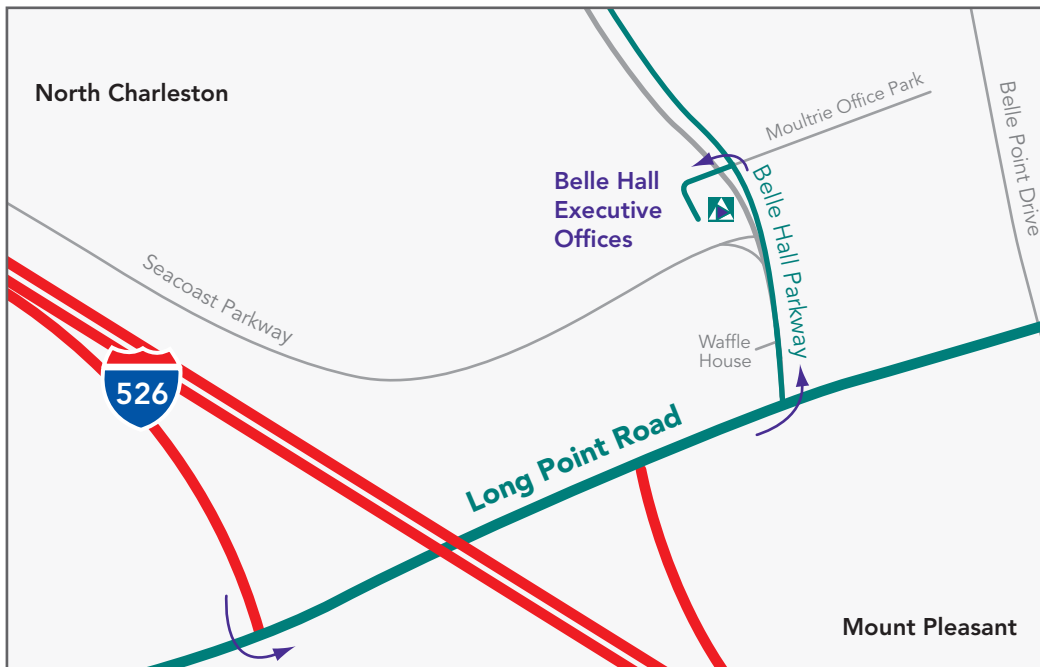 North Charleston
Moultrie Office Park
Belle Point Drive
Belle Hall
Executive
Offices
Belle Hall Parkway
Seacoast Parkway
Waffle
House
526
Long Point Road
Mount Pleasant